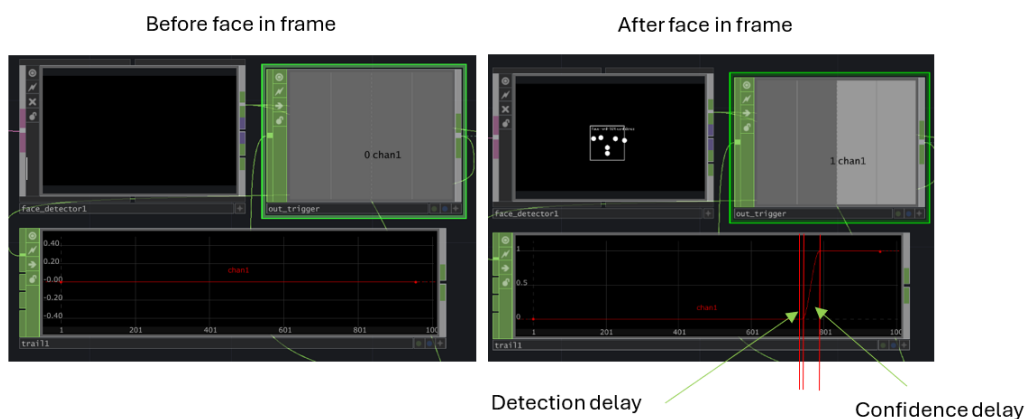 Before face in frame
After face in frame
0 chan1
face_detector1
out_trigger
0.40
0.20
-0.00
-0.20
-0.40
chan1
1 201 401 601 801 100
trail1
1 chan1
face_detector1
out_trigger
1
0.5
0
chan1
1 201 401 601 801 100
trail1
Detection delay
Confidence delay